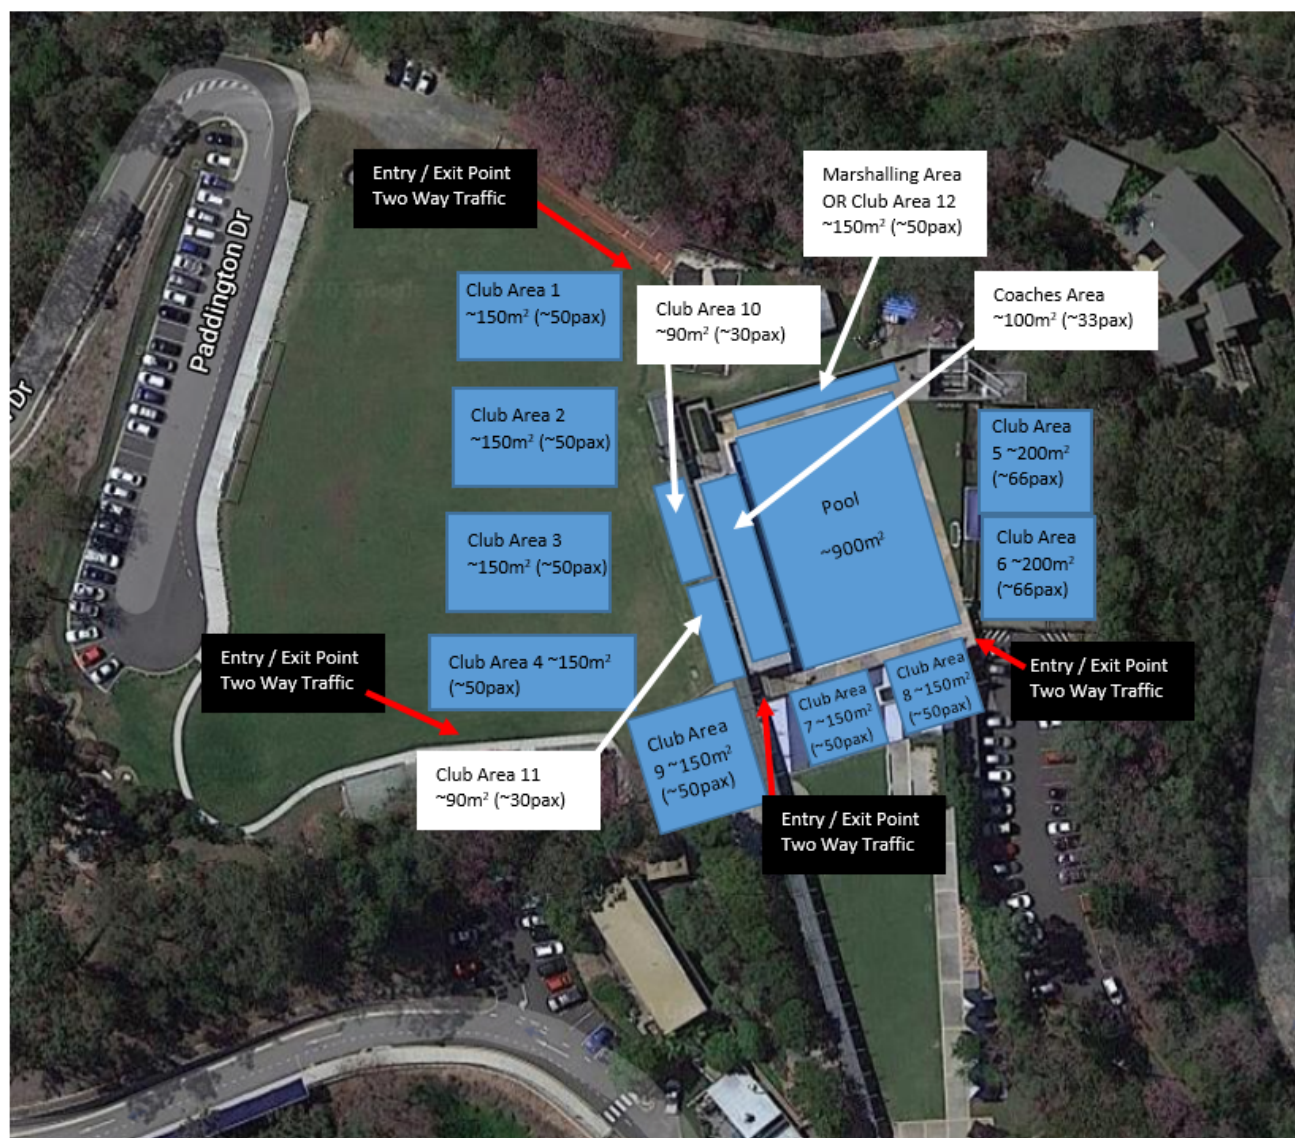 Entry / Exit Point
Two Way Traffic
Marshalling Area
OR Club Area 12
~150m² (~50pax)
Paddington Dr
Club Area 1
~150m² (~50pax)
Club Area 10
~90m² (~30pax)
Coaches Area
~100m² (~33pax)
Dr
Club Area 2
~150m² (~50pax)
Club Area
5 ~200m²
(~66pax)
Pool
~900m²
Club Area 3
~150m² (~50pax)
Club Area
6 ~200m²
(~66pax)
Entry / Exit Point
Two Way Traffic
Club Area 4 ~150m²
(~50pax)
Club Area
8 ~150m²
(~50pax)
Entry / Exit Point
Two Way Traffic
Club Area
7 ~150m²
(~50pax)
Club Area
9 ~150m²
(~50pax)
Club Area 11
~90m² (~30pax)
Entry / Exit Point
Two Way Traffic